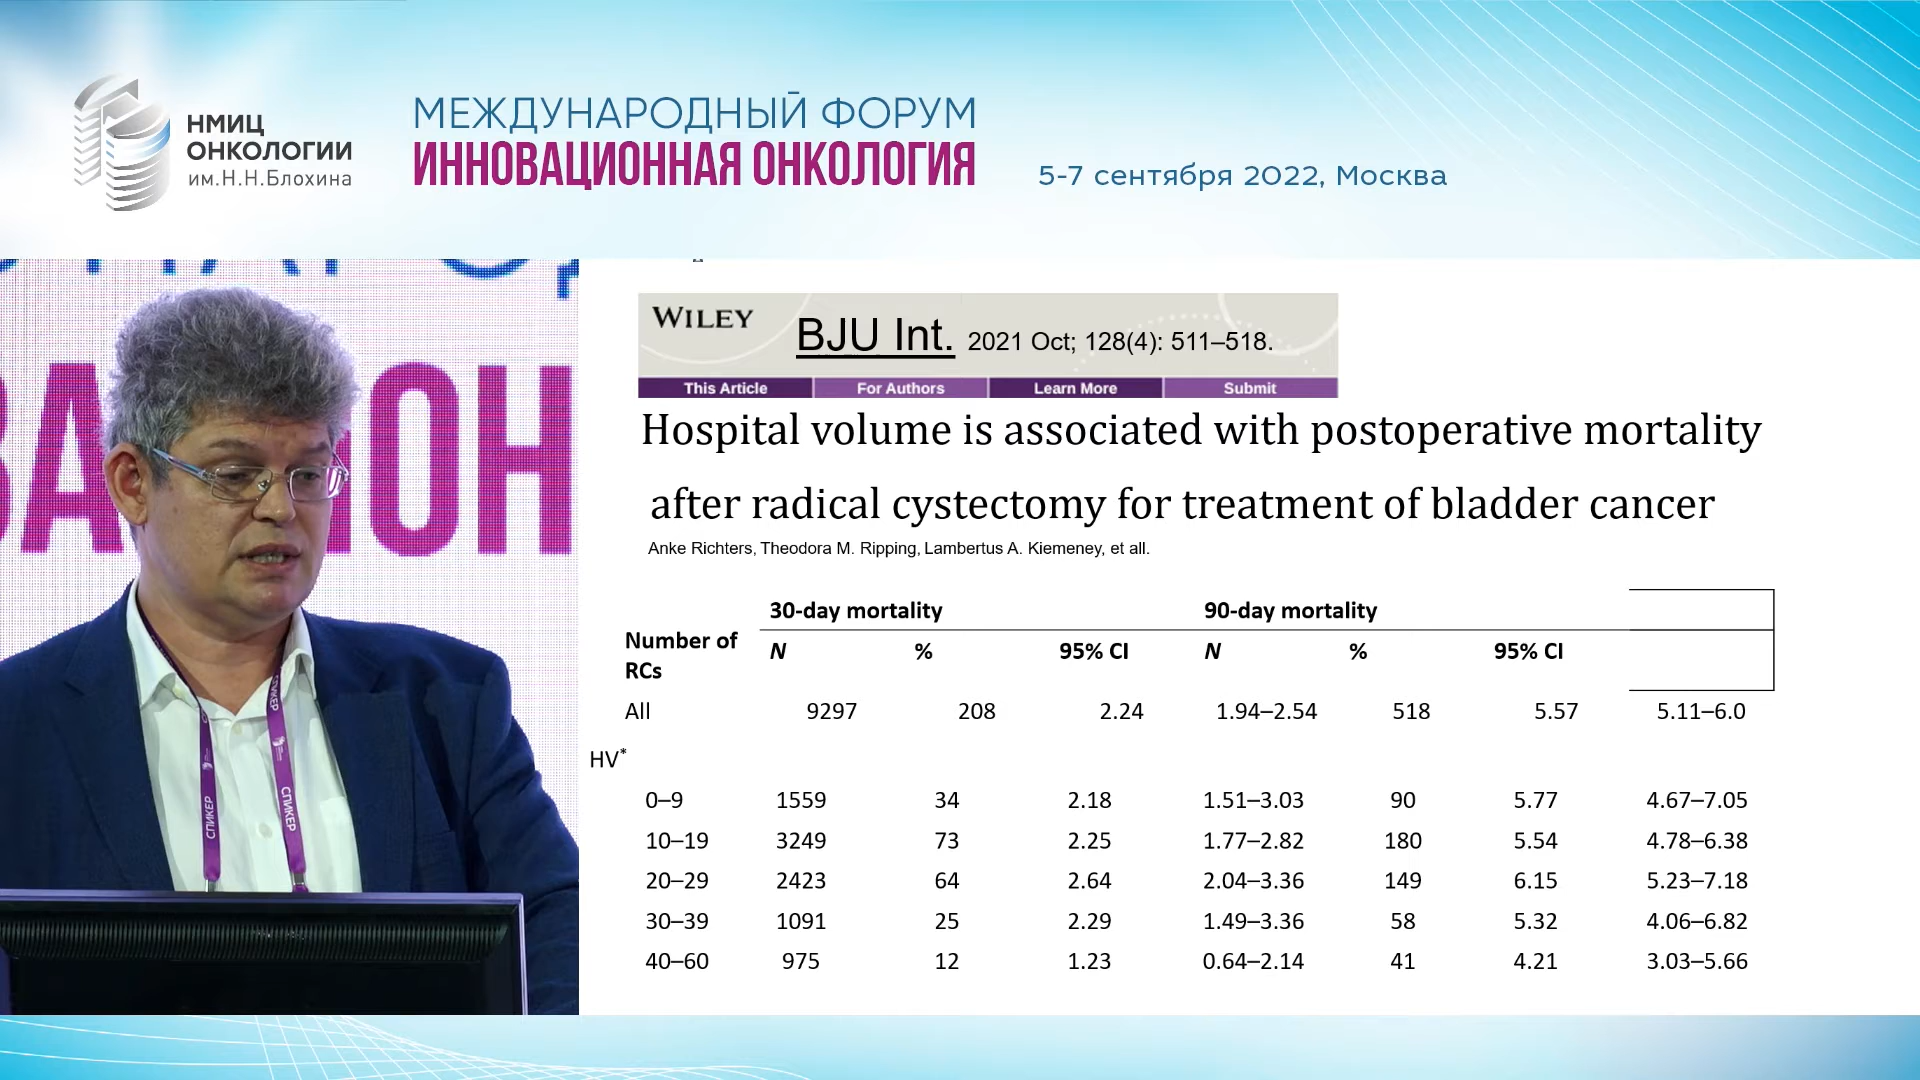 НМИЦ
ОНКОЛОГИИ
им.Н.Н.Блохина
МЕЖДУНАРОДНЫЙ ФОРУМ
ИННОВАЦИОННАЯ ОНКОЛОГИЯ
5-7 сентября 2022, Москва
СПИКЕР
СПИКЕР
СПИКЕР
WILEY
BJU Int. 2021 Oct; 128(4): 511–518.
This Article For Authors Learn More Submit
Hospital volume is associated with postoperative mortality
after radical cystectomy for treatment of bladder cancer
Anke Richters, Theodora M. Ripping, Lambertus A. Kiemeney, et all.
30-day mortality 90-day mortality
Number of
RCs
N % 95% CI N % 95% CI
All 9297 208 2.24 1.94–2.54 518 5.57 5.11–6.0
HV*
0–9 1559 34 2.18 1.51–3.03 90 5.77 4.67–7.05
10–19 3249 73 2.25 1.77–2.82 180 5.54 4.78–6.38
20–29 2423 64 2.64 2.04–3.36 149 6.15 5.23–7.18
30–39 1091 25 2.29 1.49–3.36 58 5.32 4.06–6.82
40–60 975 12 1.23 0.64–2.14 41 4.21 3.03–5.66